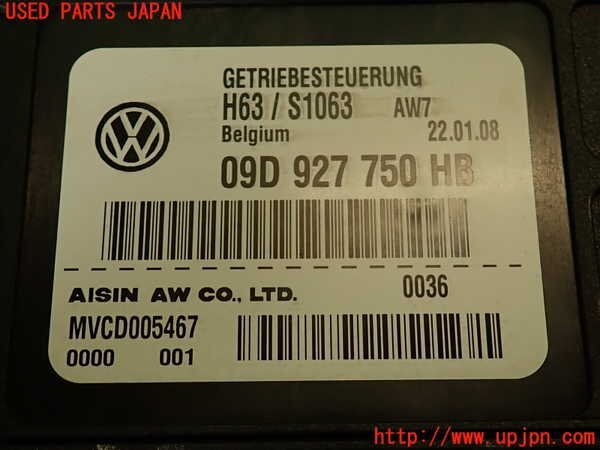 USED PARTS JAPAN
GETRIEBESTEUERUNG
H63 / S1063 AW7
Belgium 22.01.08
09D 927 750 HB
AISIN AW CO., LTD. 0036
MVCD005467
0000 001
http://www.upjpn.com/